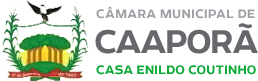 CÂMARA MUNICIPAL DE
CAAPORÃ
CASA ENILDO COUTINHO